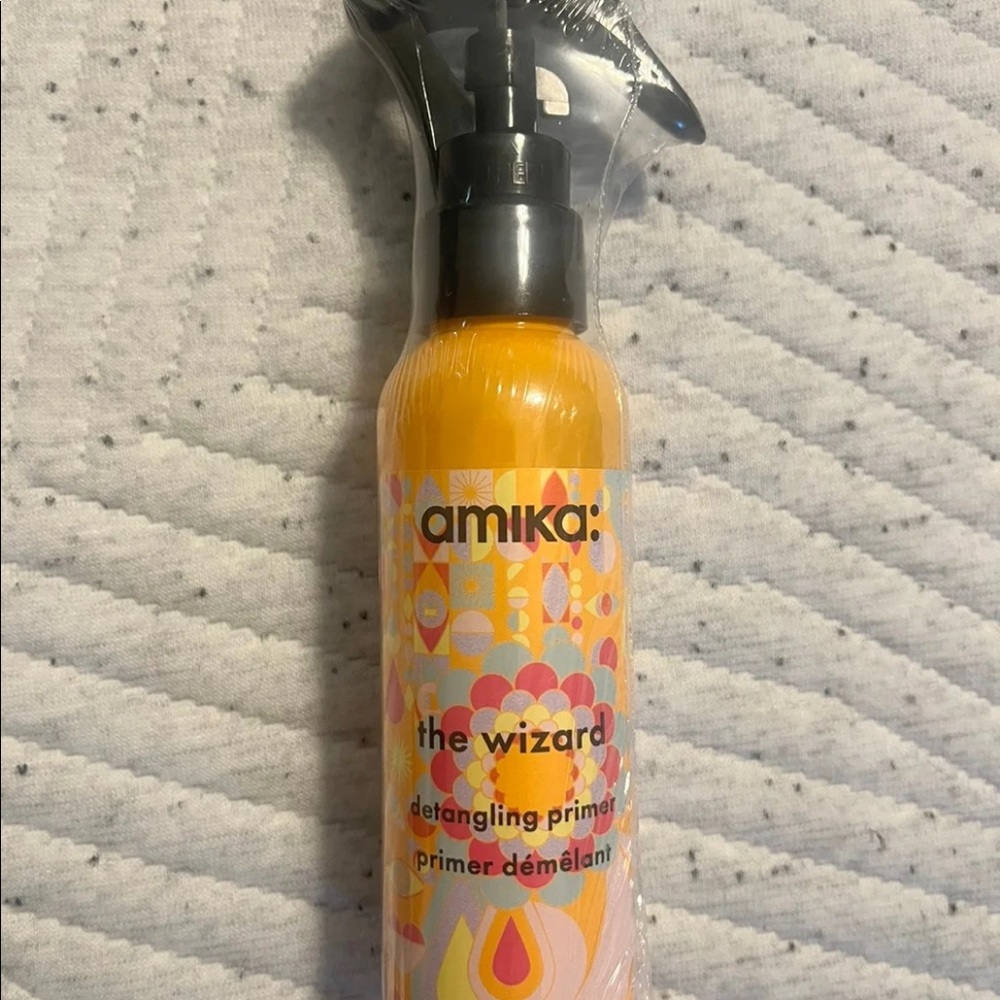 amika:
the wizard
detangling primer
primer démêlant